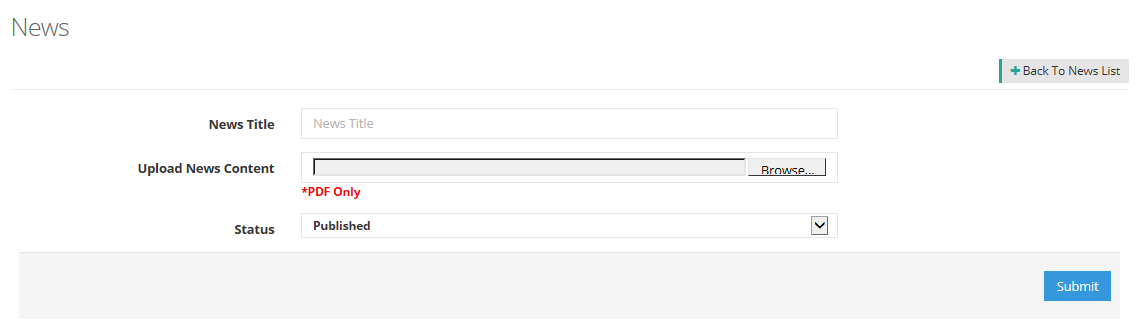 News
Back To News List
News Title
News Title
Upload News Content
Browse...
*PDF Only
Status
Published
Submit